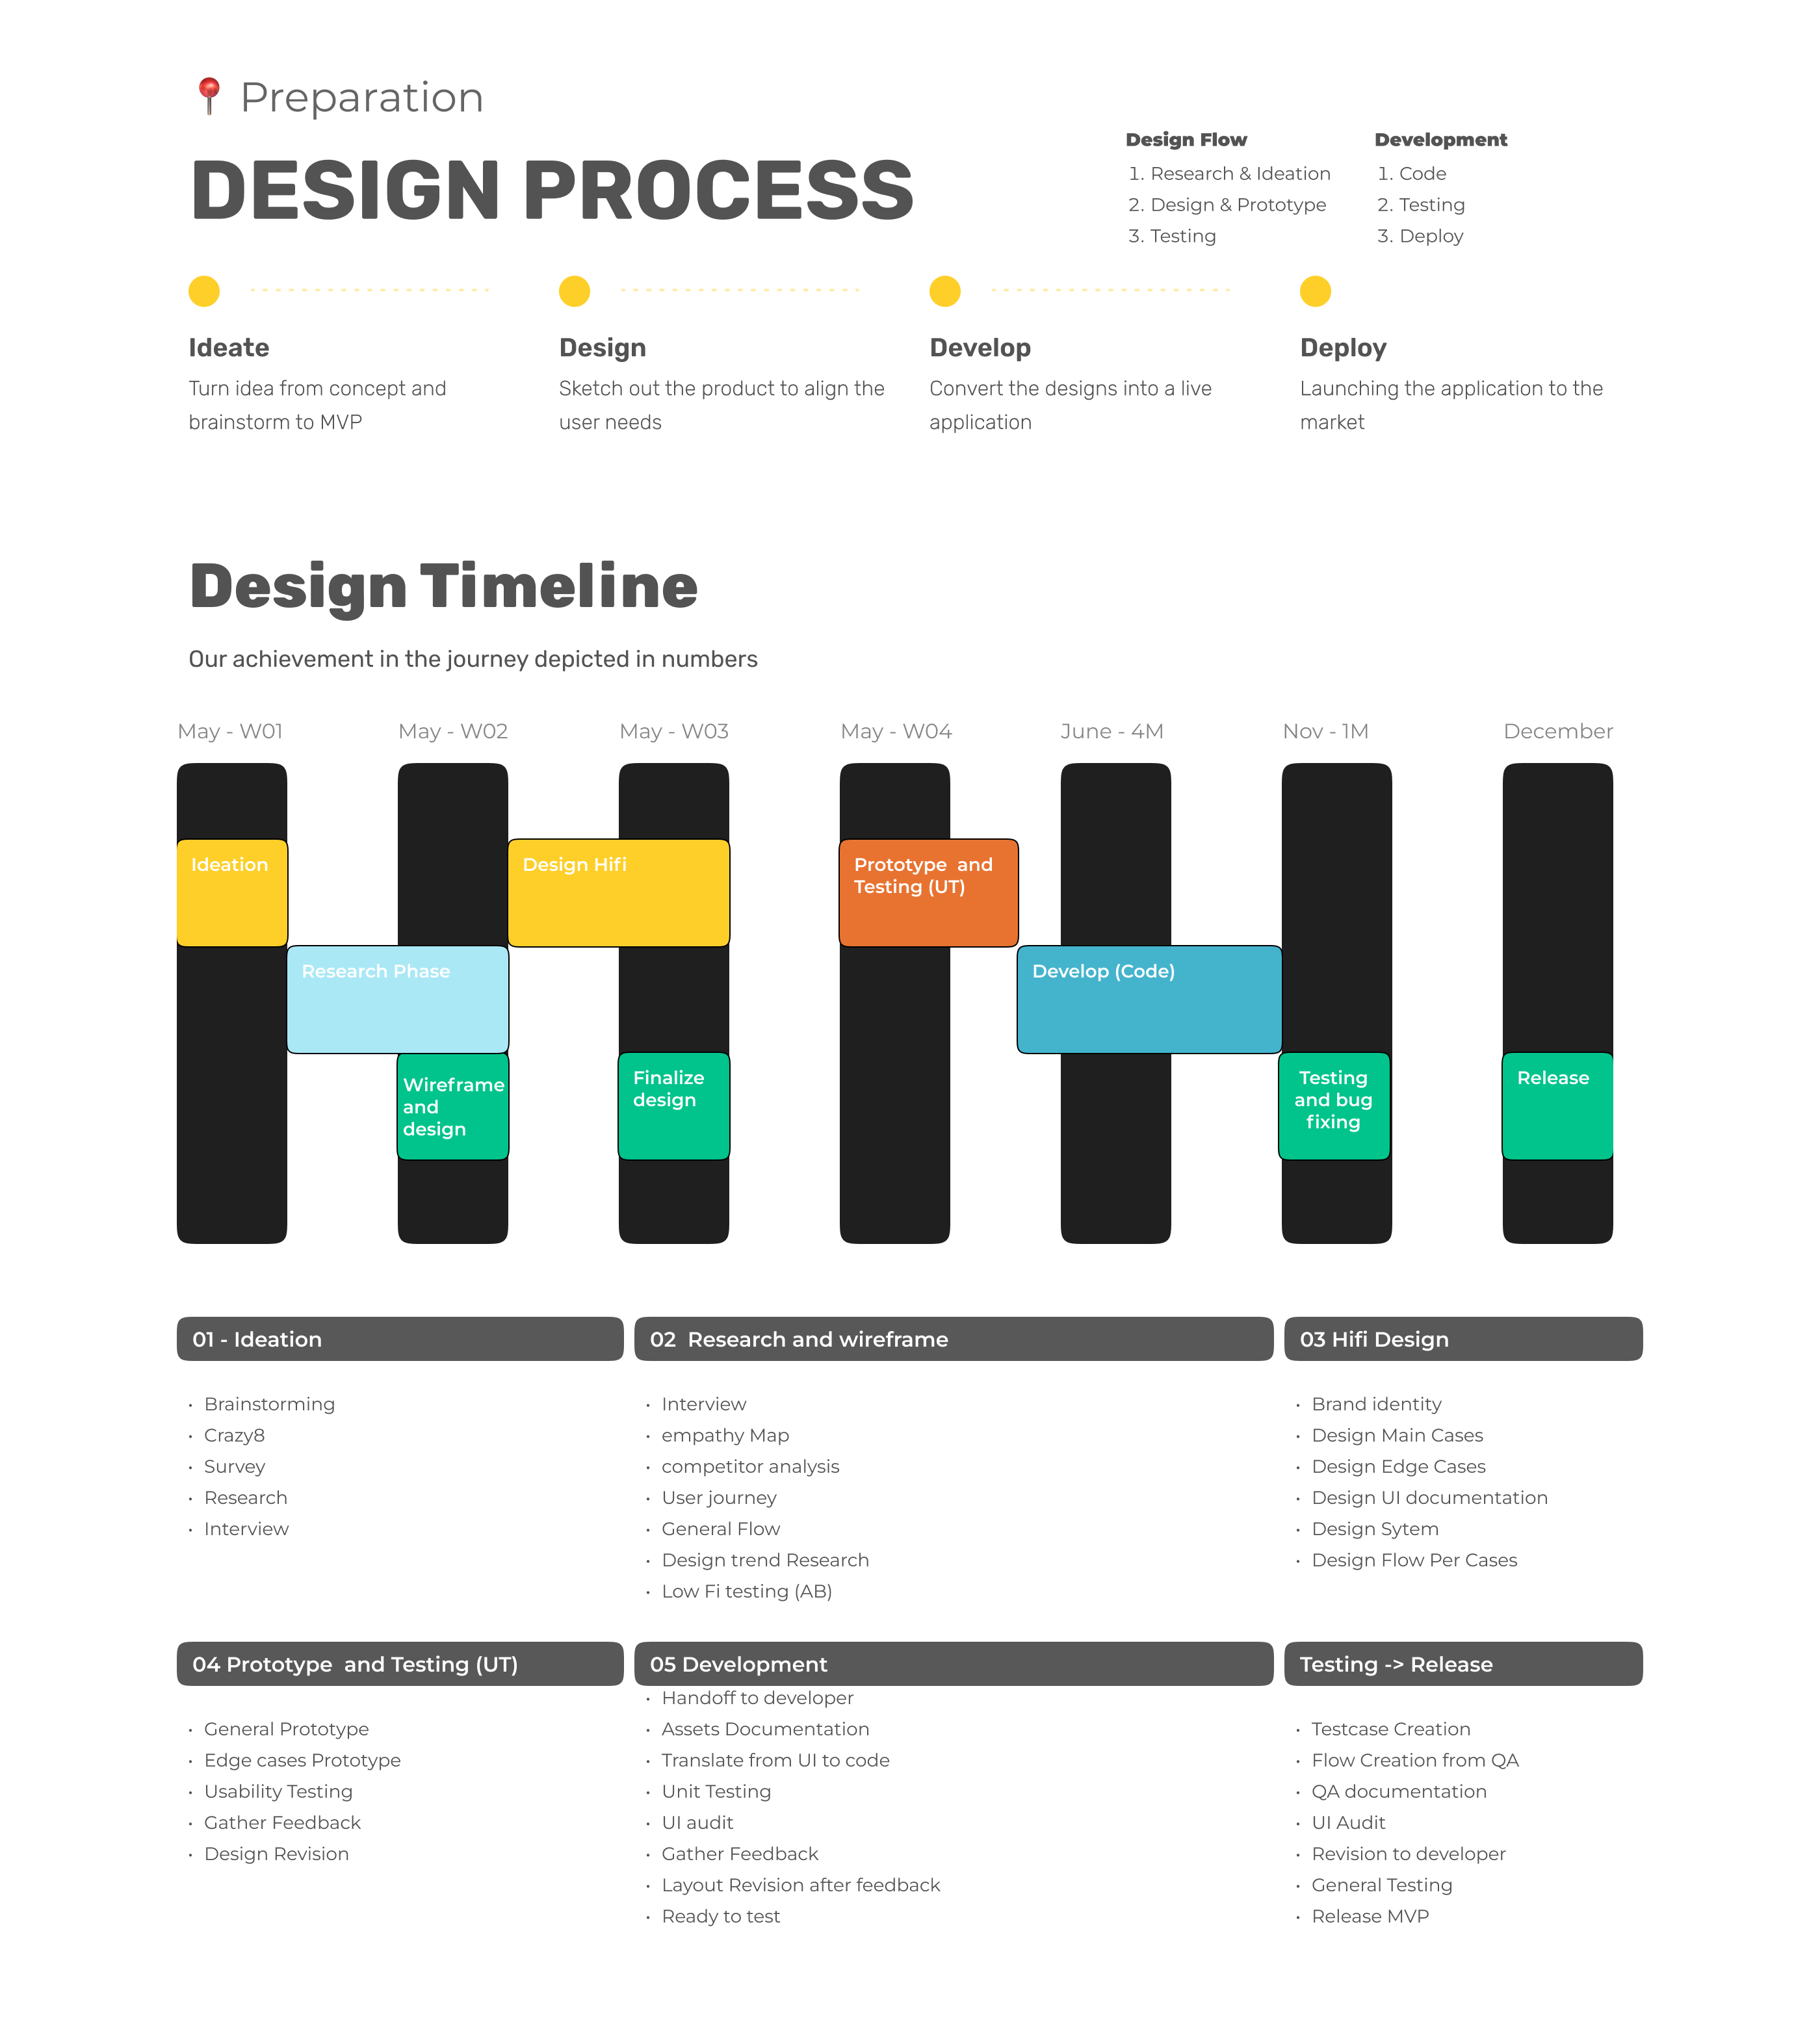 Preparation
DESIGN PROCESS
Design Flow
1. Research & Ideation
2. Design & Prototype
3. Testing
Development
1. Code
2. Testing
3. Deploy
Ideate
Turn idea from concept and
brainstorm to MVP
Design
Sketch out the product to align the
user needs
Develop
Convert the designs into a live
application
Deploy
Launching the application to the
market
Design Timeline
Our achievement in the journey depicted in numbers
May - W01
May - W02
May - W03
May - W04
June - 4M
Nov - 1M
December
Ideation
Design Hifi
Prototype  and
Testing (UT)
Research Phase
Develop (Code)
Wireframe
and
design
Finalize
design
Testing
and bug
fixing
Release
01 - Ideation
• Brainstorming
• Crazy8
• Survey
• Research
• Interview
02  Research and wireframe
• Interview
• empathy Map
• competitor analysis
• User journey
• General Flow
• Design trend Research
• Low Fi testing (AB)
03 Hifi Design
• Brand identity
• Design Main Cases
• Design Edge Cases
• Design UI documentation
• Design Sytem
• Design Flow Per Cases
04 Prototype  and Testing (UT)
• General Prototype
• Edge cases Prototype
• Usability Testing
• Gather Feedback
• Design Revision
05 Development
• Handoff to developer
• Assets Documentation
• Translate from UI to code
• Unit Testing
• UI audit
• Gather Feedback
• Layout Revision after feedback
• Ready to test
Testing -> Release
• Testcase Creation
• Flow Creation from QA
• QA documentation
• UI Audit
• Revision to developer
• General Testing
• Release MVP